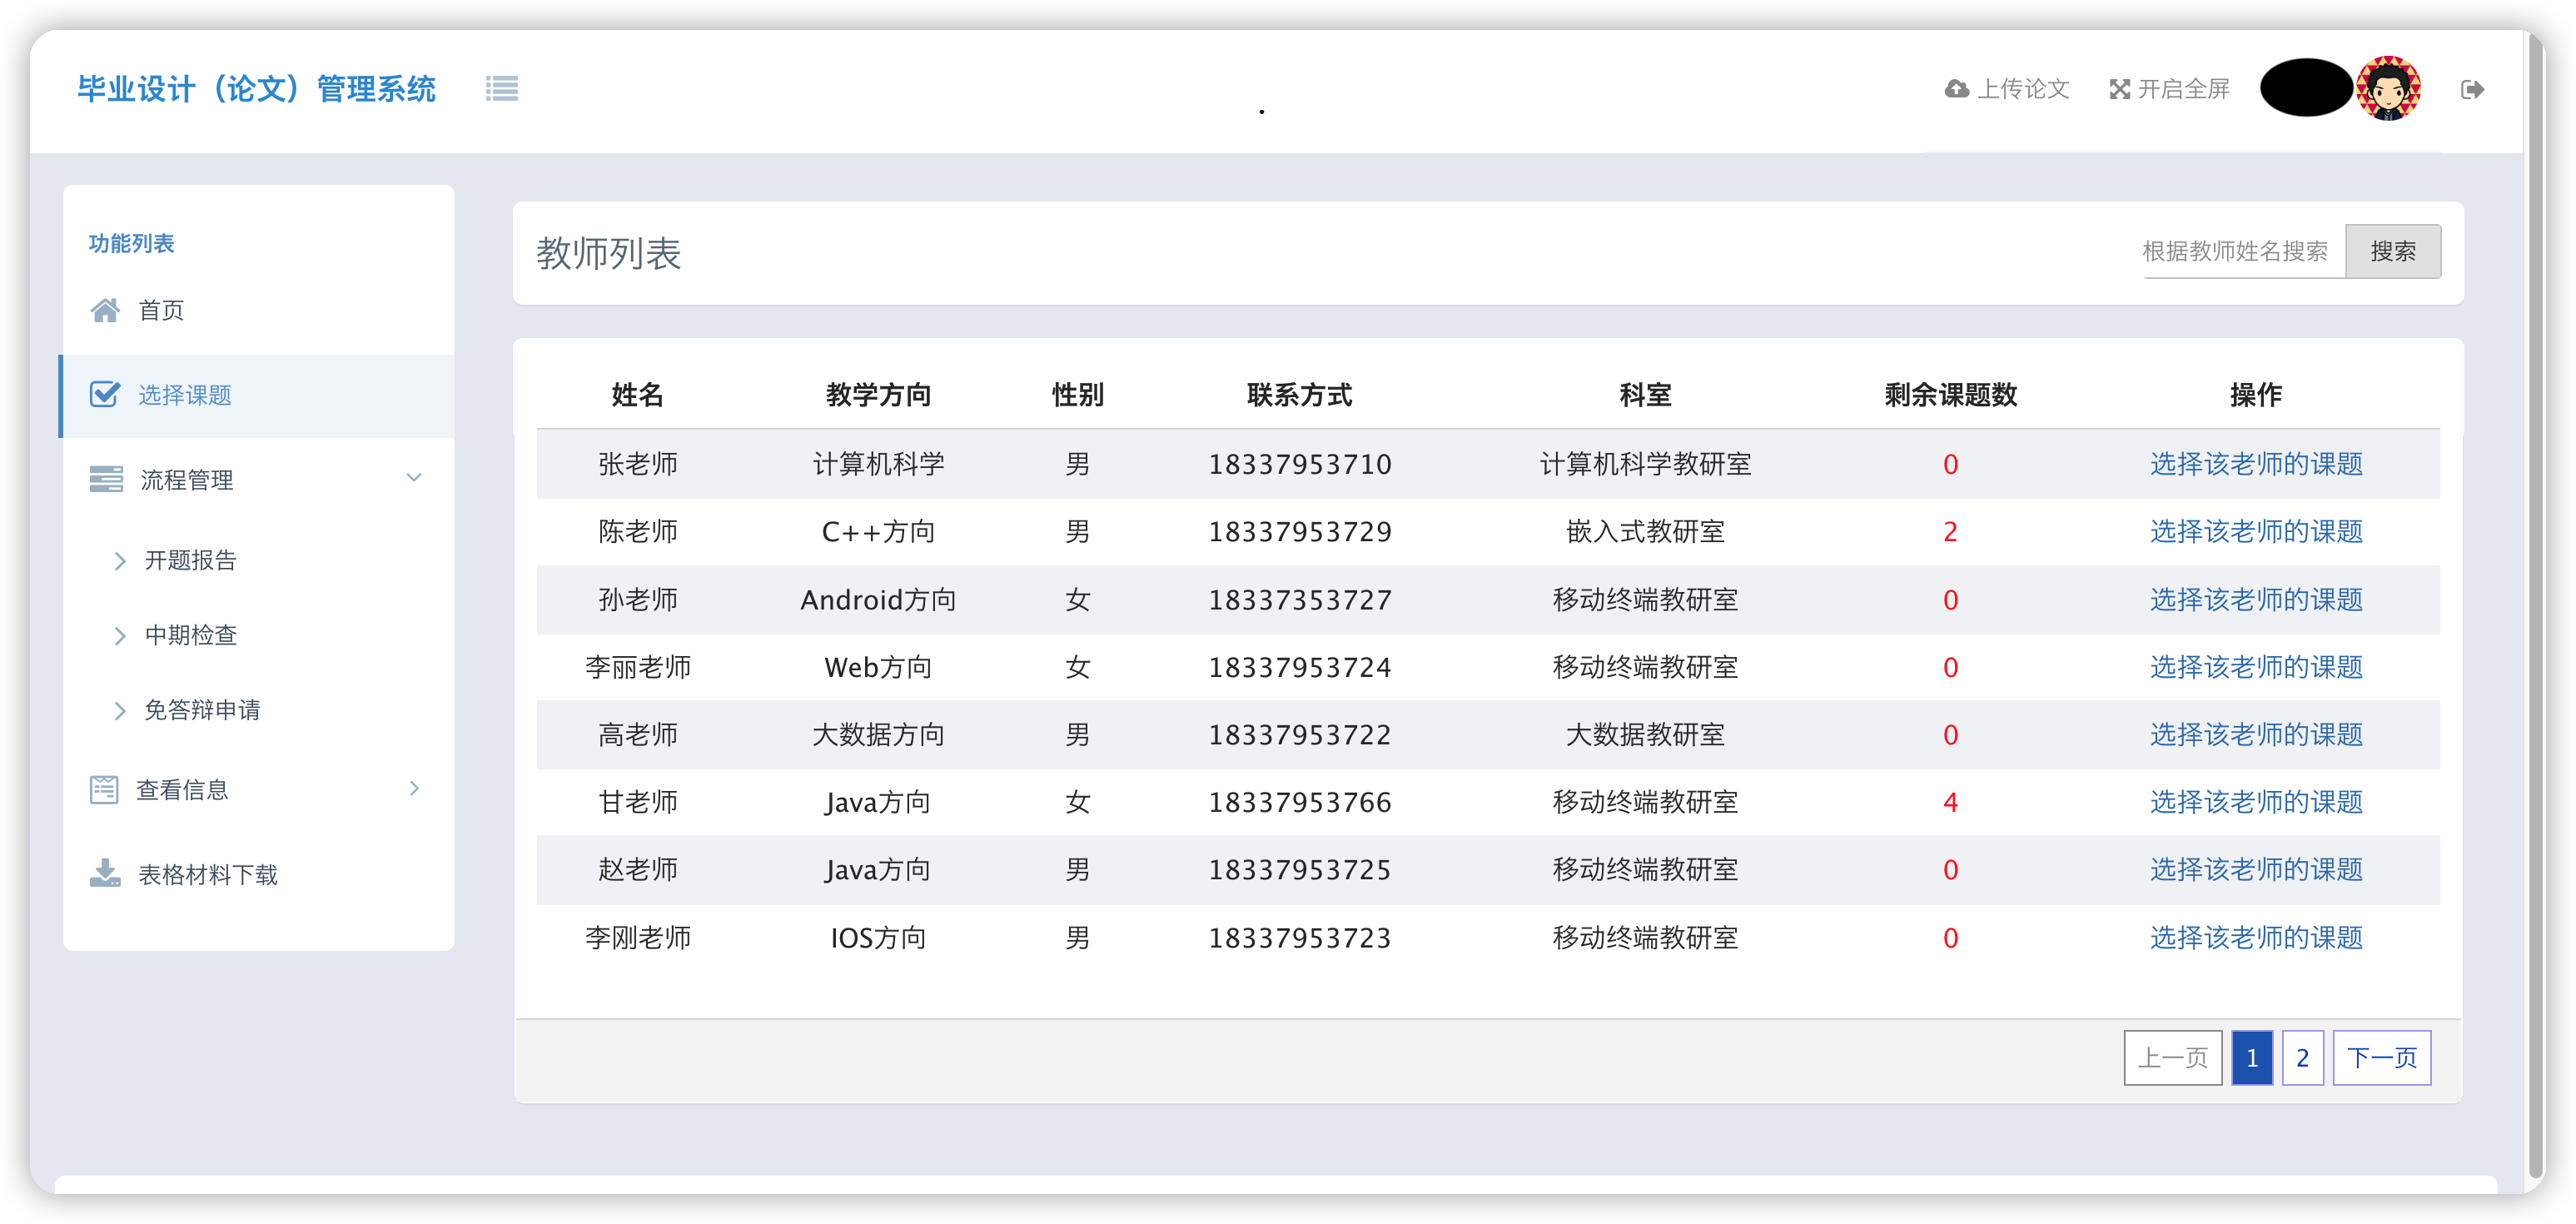 毕业设计（论文）管理系统
上传论文 开启全屏
功能列表
首页
选择课题
流程管理
开题报告
中期检查
免答辩申请
查看信息
表格材料下载
教师列表
根据教师姓名搜索 搜索
姓名 教学方向 性别 联系方式 科室 剩余课题数 操作
张老师 计算机科学 男 18337953710 计算机科学教研室 0 选择该老师的课题
陈老师 C++方向 男 18337953729 嵌入式教研室 2 选择该老师的课题
孙老师 Android方向 女 18337353727 移动终端教研室 0 选择该老师的课题
李丽老师 Web方向 女 18337953724 移动终端教研室 0 选择该老师的课题
高老师 大数据方向 男 18337953722 大数据教研室 0 选择该老师的课题
甘老师 Java方向 女 18337953766 移动终端教研室 4 选择该老师的课题
赵老师 Java方向 男 18337953725 移动终端教研室 0 选择该老师的课题
李刚老师 IOS方向 男 18337953723 移动终端教研室 0 选择该老师的课题
上一页 1 2 下一页